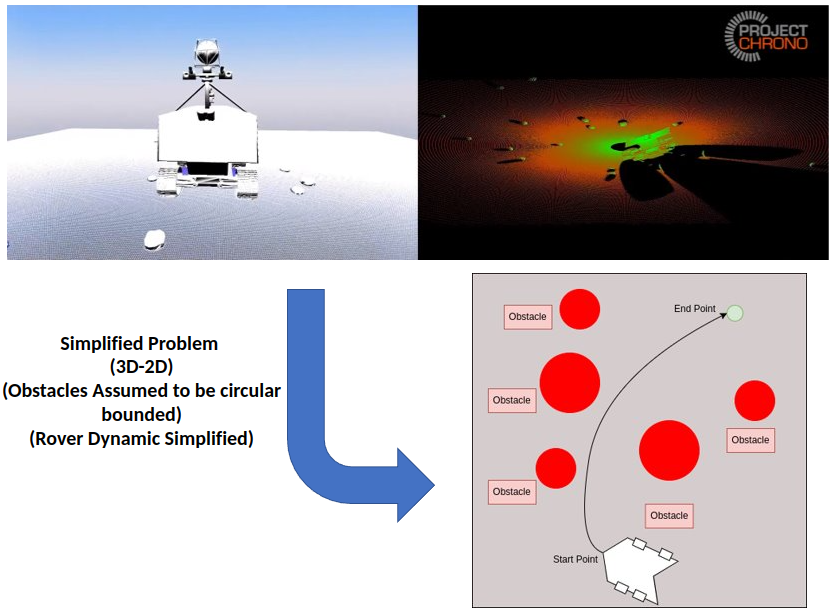 PROJECT
CHRONO
Simplified Problem
(3D-2D)
(Obstacles Assumed to be circular
bounded)
(Rover Dynamic Simplified)
End Point
Obstacle
Obstacle
Obstacle
Obstacle
Obstacle
Start Point